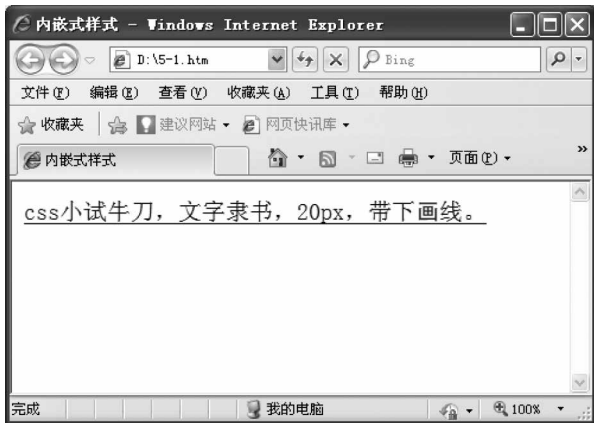 内嵌式样式 - Windows Internet Explorer
D:\5-1.htm
Bing
文件(F) 编辑(E) 查看(V) 收藏夹(A) 工具(T) 帮助(H)
收藏夹 建议网站 网页快讯库
内嵌式样式 页面(P) »
css小试牛刀，文字隶书，20px，带下画线。
完成 我的电脑 100%